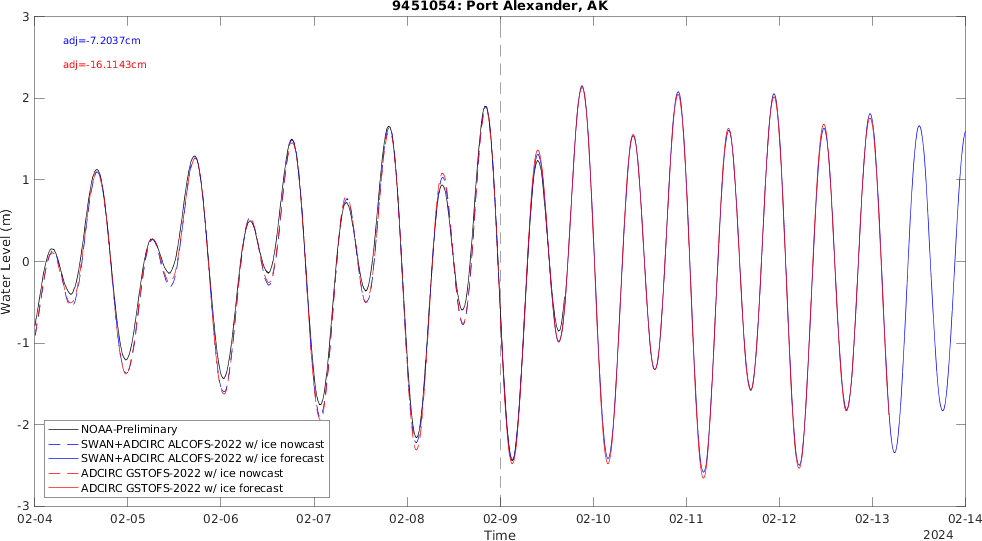 9451054: Port Alexander, AK
adj=-7.2037cm
adj=-16.1143cm
Water Level (m)
3
2
1
0
-1
-2
-3
NOAA-Preliminary
SWAN+ADCIRC ALCOFS-2022 w/ ice nowcast
SWAN+ADCIRC ALCOFS-2022 w/ ice forecast
ADCIRC GSTOFS-2022 w/ ice nowcast
ADCIRC GSTOFS-2022 w/ ice forecast
02-04 02-05 02-06 02-07 02-08 02-09 02-10 02-11 02-12 02-13 02-14
Time
2024